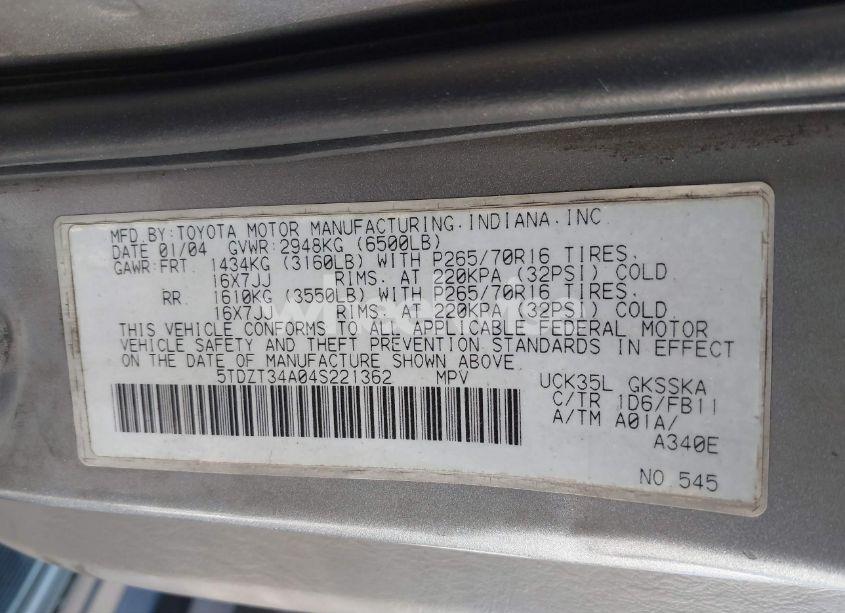 MFD.BY:TOYOTA MOTOR MANUFACTURING.INDIANA.INC
DATE 01/04 GVWR:2948KG (6500LB)
GAWR:FRT 1434KG (3160LB) WITH P265/70R16 TIRES.
16X7JJ RIMS. AT 220KPA (32PSI) COLD
RR. 1610KG (3550LB) WITH P265/70R16 TIRES.
16X7JJ RIMS. AT 220KPA (32PSI) COLD.
THIS VEHICLE CONFORMS TO ALL APPLICABLE FEDERAL MOTOR
VEHICLE SAFETY AND THEFT PREVENTION STANDARDS IN EFFECT
ON THE DATE OF MANUFACTURE SHOWN ABOVE.
5TDZT34A04S221362 MPV UCK35L GKSSKA
C/TR 1D6/FB11
A/TM A01A/
A340E
NO 545